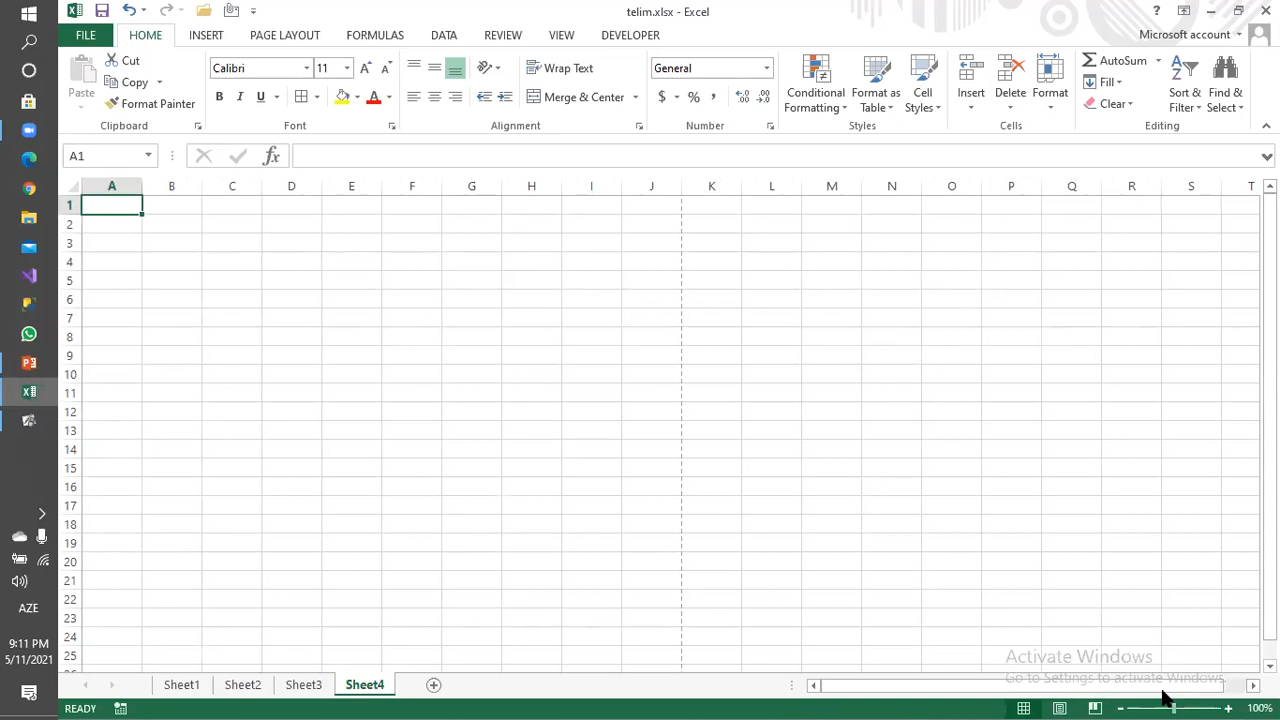 telim.xlsx - Excel
?
FILE HOME INSERT PAGE LAYOUT FORMULAS DATA REVIEW VIEW DEVELOPER Microsoft account
Paste
Cut
Copy
Format Painter
Clipboard
Calibri 11
B I U A
Font
Wrap Text
Merge & Center
Alignment
General
$ % ,
Number
Conditional Formatting
Format as Table
Cell Styles
Styles
Insert
Delete
Format
Cells
AutoSum
Fill
Clear
Sort & Filter
Find & Select
Editing
A1 fx
A B C D E F G H I J K L M N O P Q R S T
1
2
3
4
5
6
7
8
9
10
11
12
13
14
15
16
17
18
19
20
21
22
23
24
25
AZE
9:11 PM
5/11/2021
Activate Windows
Go to Settings to activate Windows.
Sheet1 Sheet2 Sheet3 Sheet4
READY 100%